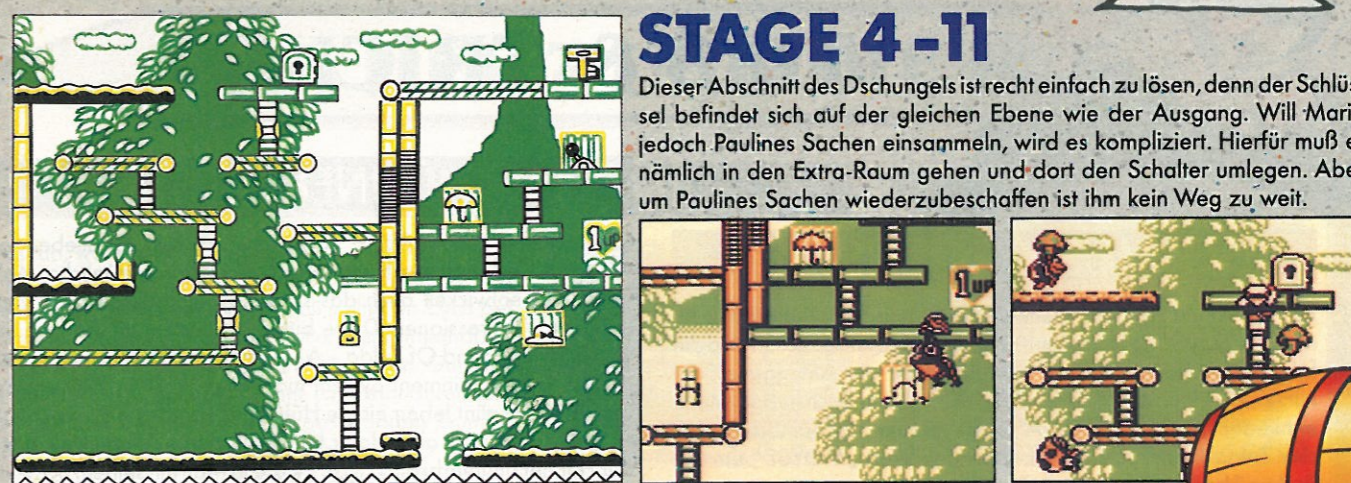 STAGE 4-11
Dieser Abschnitt des Dschungels ist recht einfach zu lösen, denn der Schlüs-
sel befindet sich auf der gleichen Ebene wie der Ausgang. Will Mari
jedoch Paulines Sachen einsammeln, wird es kompliziert. Hierfür muß e
nämlich in den Extra-Raum gehen und dort den Schalter umlegen. Abe
um Paulines Sachen wiederzubeschaffen ist ihm kein Weg zu weit.
1UP
1UP